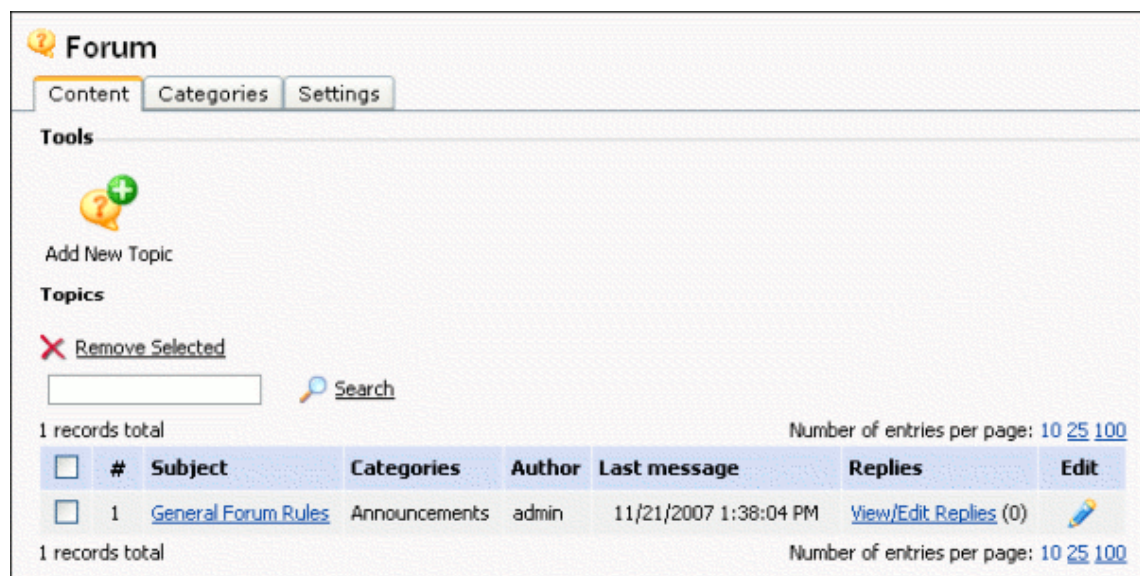 Forum
Content Categories Settings
Tools
Add New Topic
Topics
Remove Selected
Search
1 records total Number of entries per page: 10 25 100
# Subject Categories Author Last message Replies Edit
1 General Forum Rules Announcements admin 11/21/2007 1:38:04 PM View/Edit Replies (0)
1 records total Number of entries per page: 10 25 100